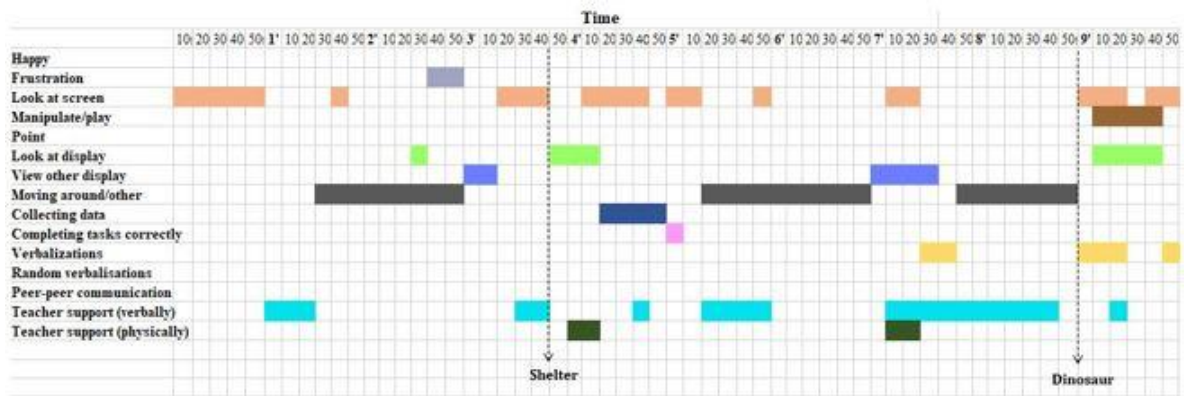 Time
10 20 30 40 50 1' 10 20 30 40 50 2' 10 20 30 40 50 3' 10 20 30 40 50 4' 10 20 30 40 50 5' 10 20 30 40 50 6' 10 20 30 40 50 7' 10 20 30 40 50 8' 10 20 30 40 50 9' 10 20 30 40 50
Happy
Frustration
Look at screen
Manipulate/play
Point
Look at display
View other display
Moving around/other
Collecting data
Completing tasks correctly
Verbalizations
Random verbalisations
Peer-peer communication
Teacher support (verbally)
Teacher support (physically)
Shelter
Dinosaur